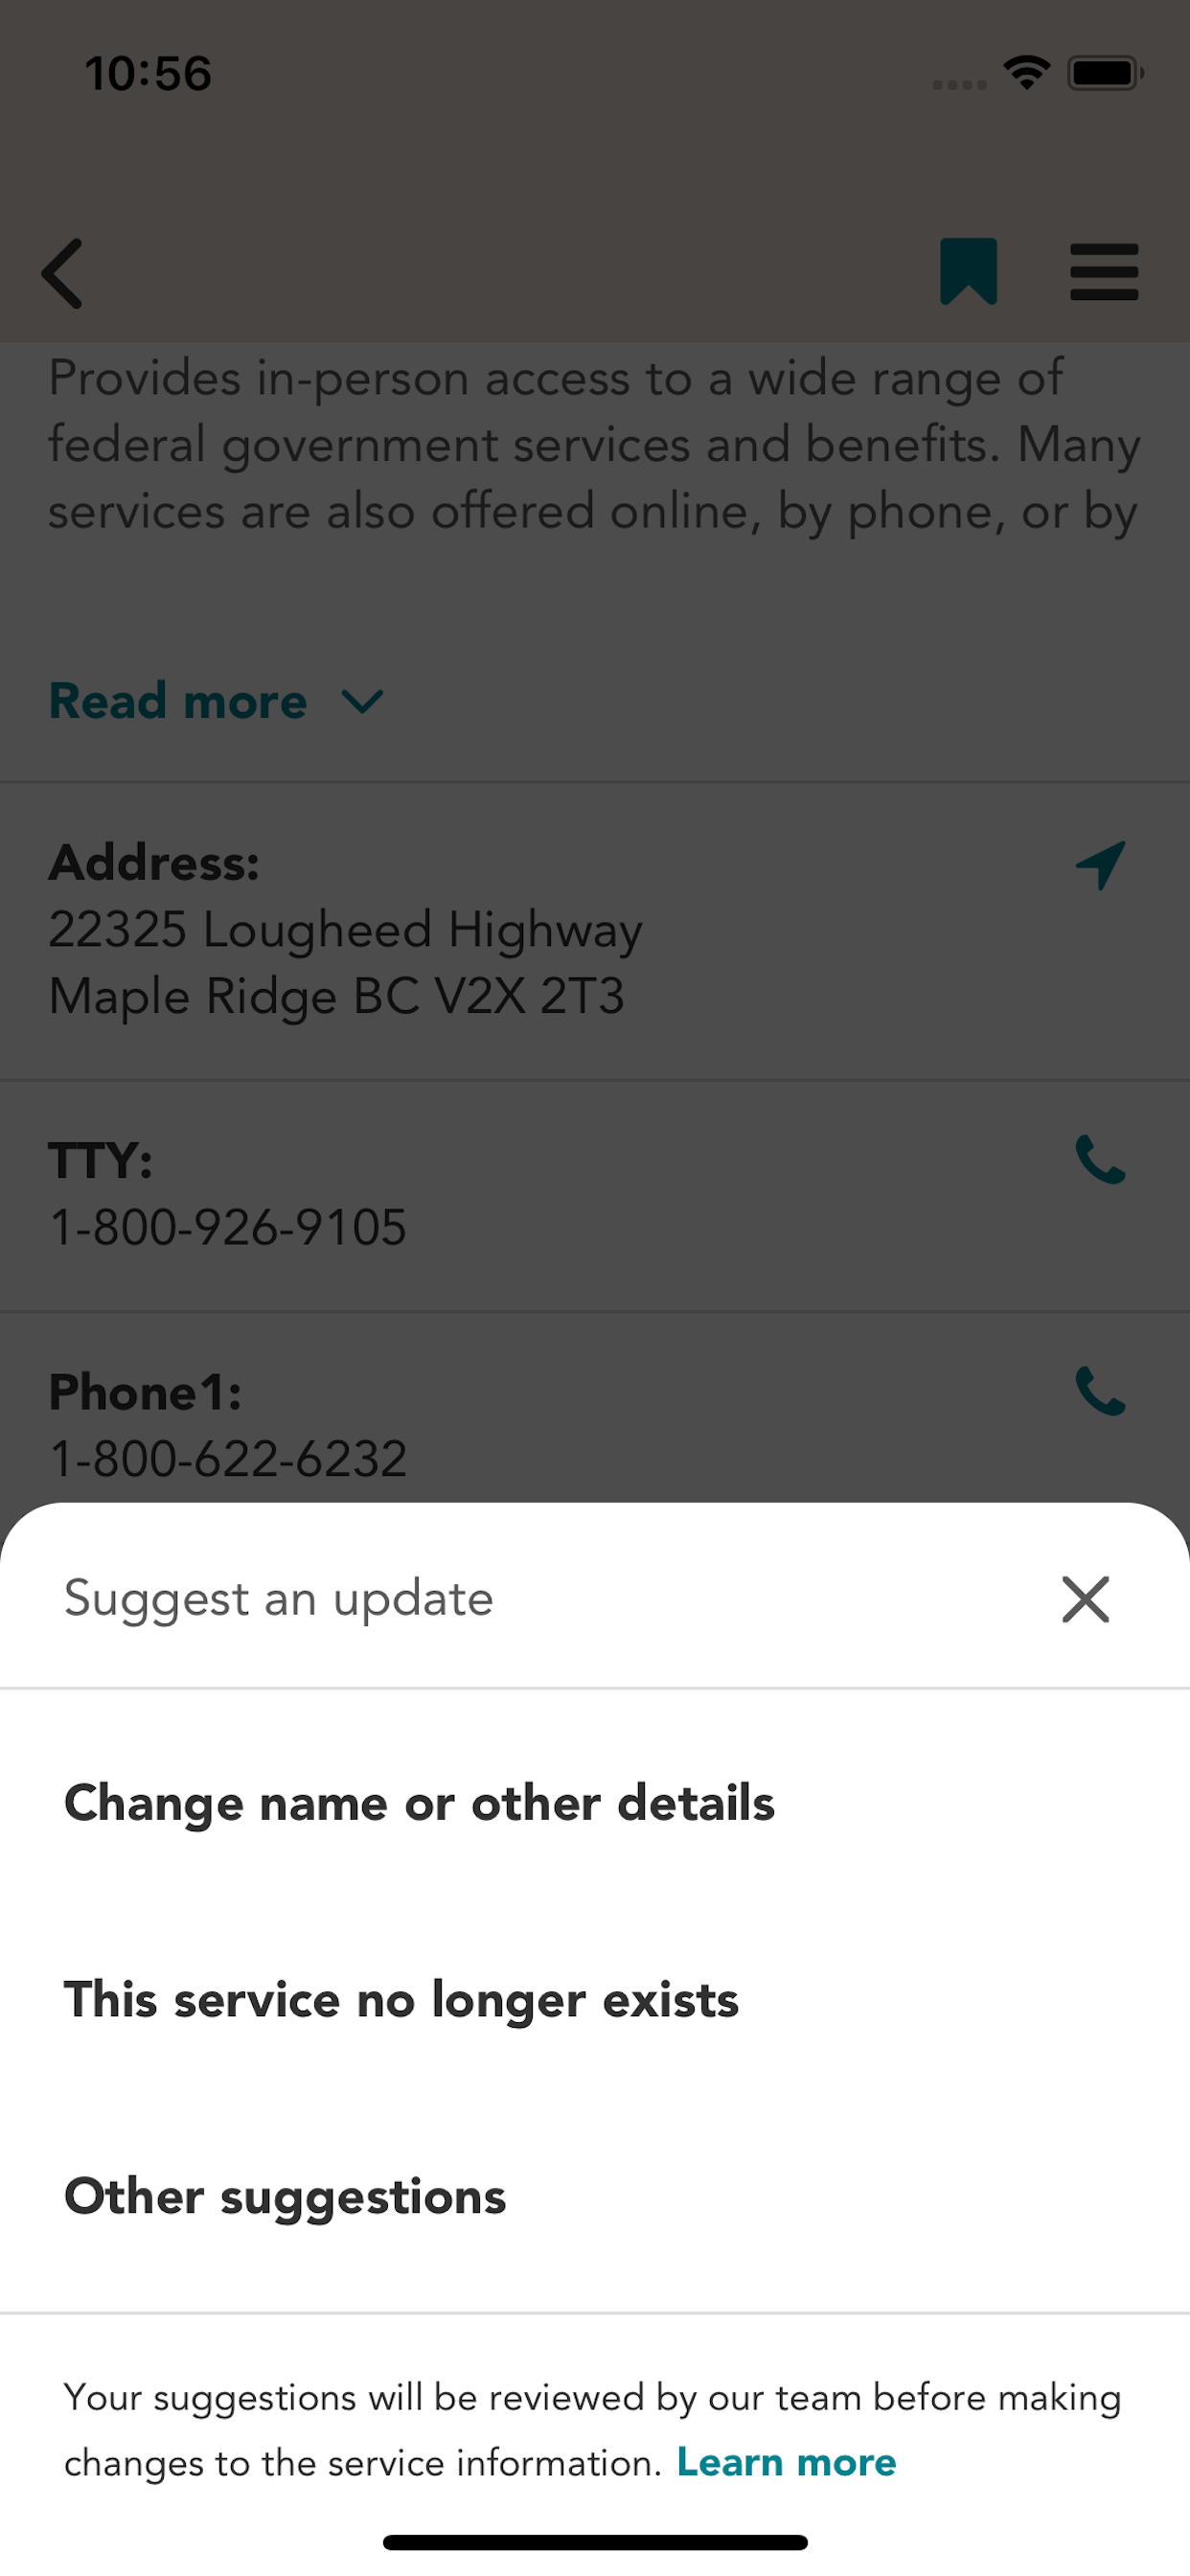 10:56
Provides in-person access to a wide range of
federal government services and benefits. Many
services are also offered online, by phone, or by
Read more
Address:
22325 Lougheed Highway
Maple Ridge BC V2X 2T3
TTY:
1-800-926-9105
Phone1:
1-800-622-6232
Suggest an update
Change name or other details
This service no longer exists
Other suggestions
Your suggestions will be reviewed by our team before making
changes to the service information. Learn more